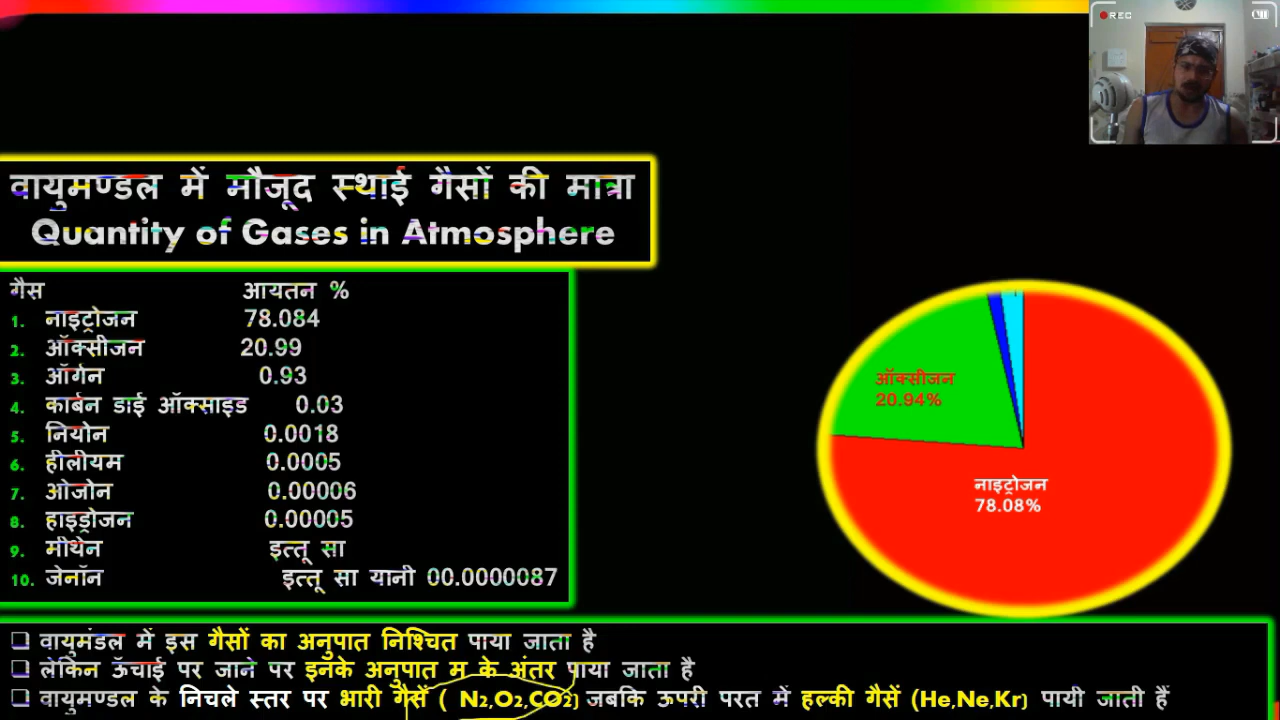 REC
वायुमण्डल में मौजूद स्थाई गैसों की मात्रा
Quantity of Gases in Atmosphere
गैस आयतन %
1. नाइट्रोजन 78.084
2. ऑक्सीजन 20.99
3. ऑर्गन 0.93
4. कार्बन डाई ऑक्साइड 0.03
5. नियोन 0.0018
6. हीलीयम 0.0005
7. ओजोन 0.00006
8. हाइड्रोजन 0.00005
9. मीथेन इत्तू सा
10. जेनॉन इत्तू सा यानी 00.0000087
ऑक्सीजन
20.94%
नाइट्रोजन
78.08%
❑ वायुमंडल में इस गैसों का अनुपात निश्चित पाया जाता है
❑ लेकिन ऊँचाई पर जाने पर इनके अनुपात म के अंतर पाया जाता है
❑ वायुमण्डल के निचले स्तर पर भारी गैसें ( N2,O2,CO2) जबकि ऊपरी परत में हल्की गैसें (He,Ne,Kr) पायी जाती हैं